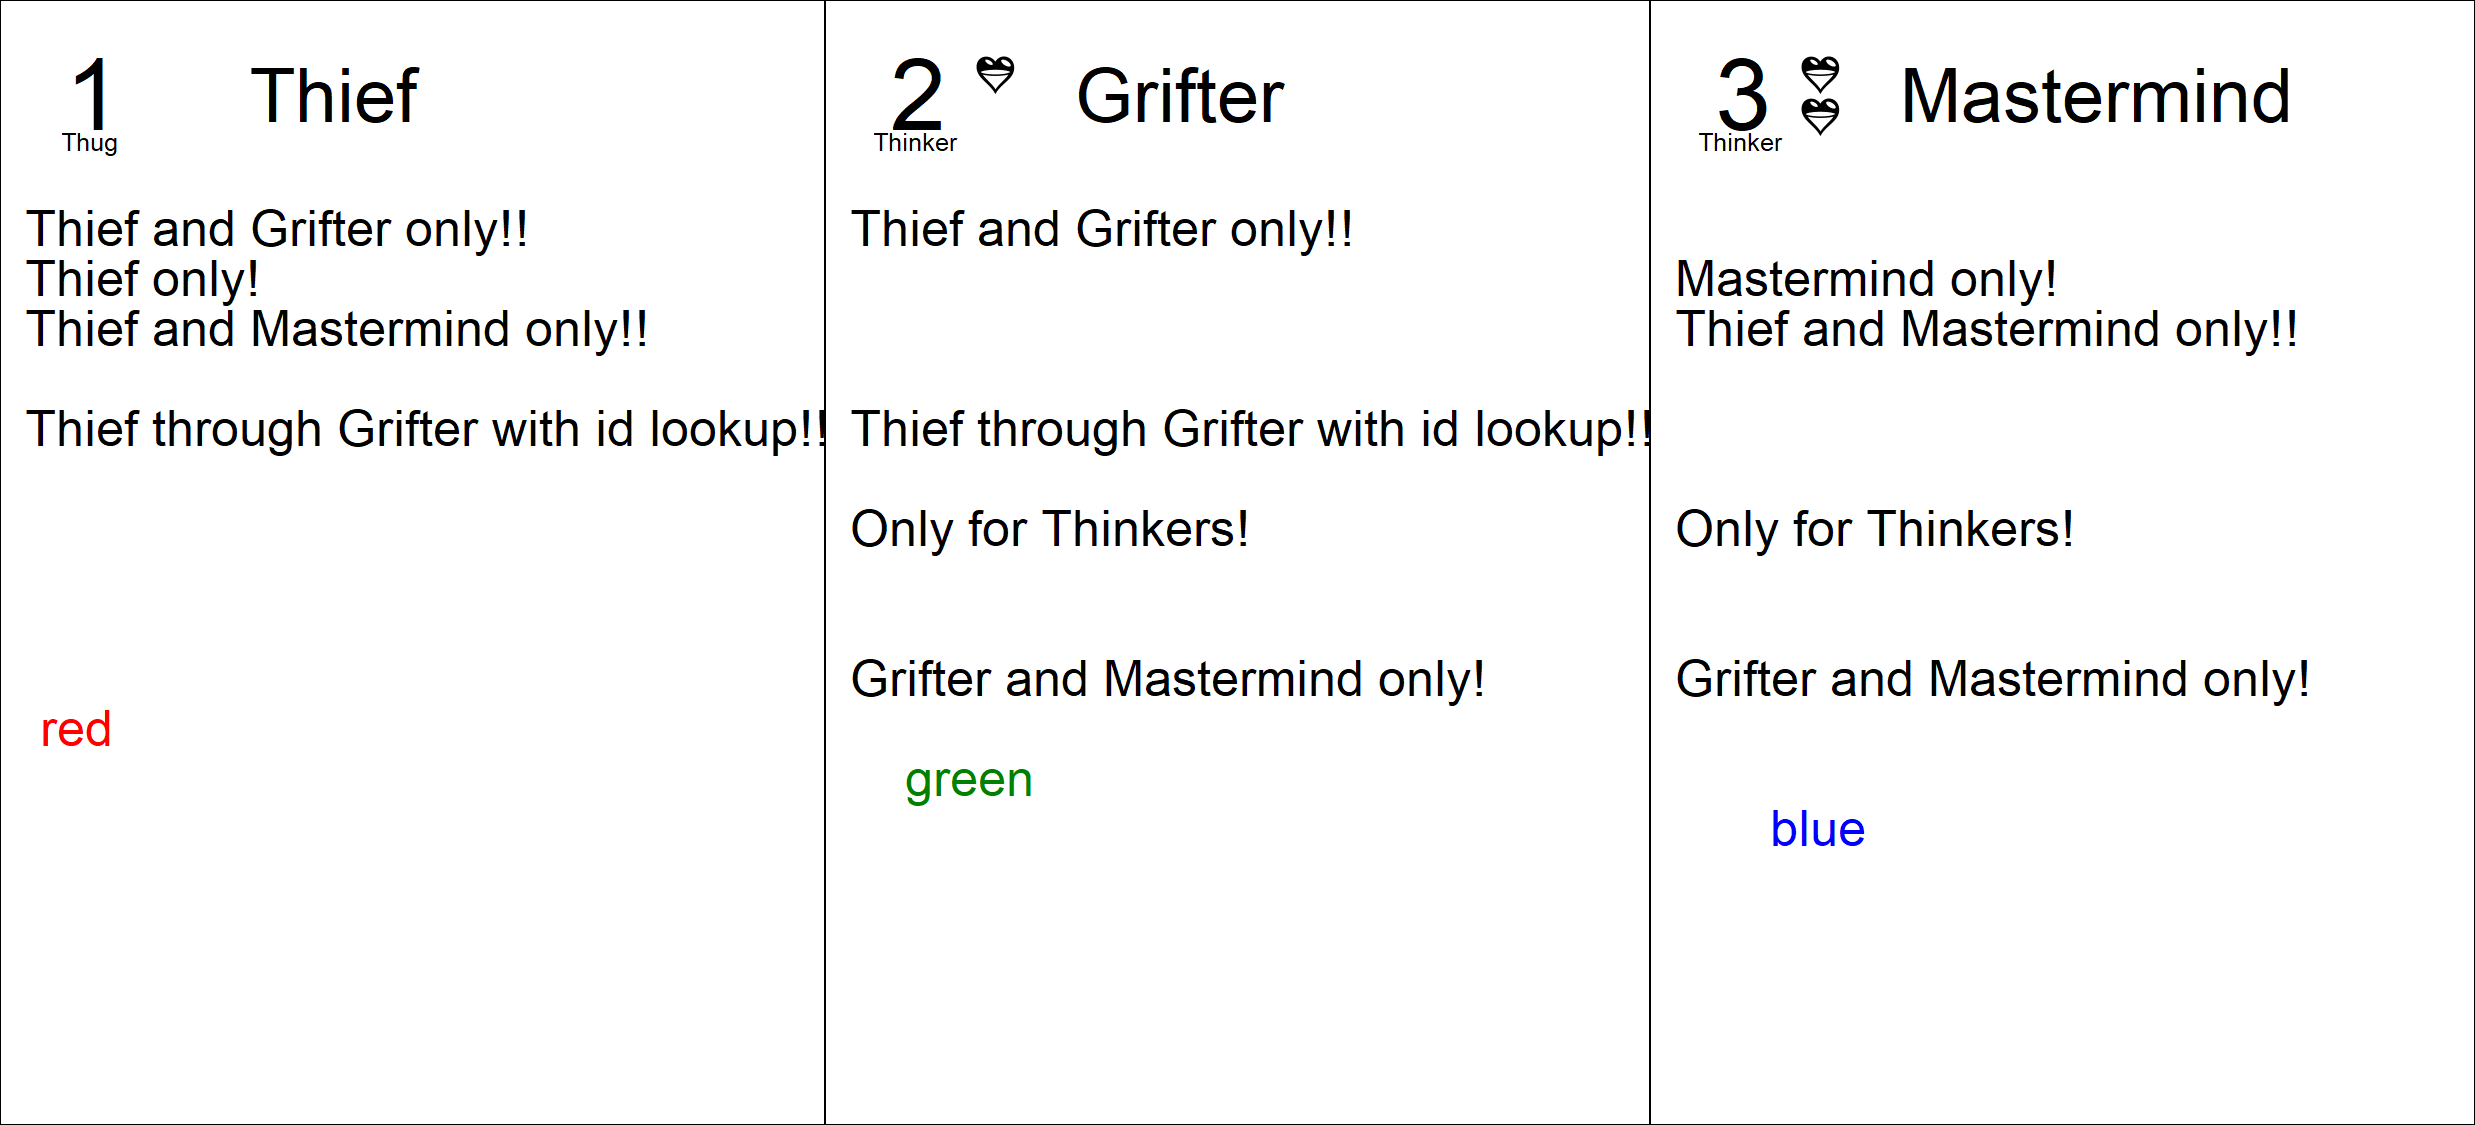 1 Thief
Thug
Thief and Grifter only!!
Thief only!
Thief and Mastermind only!!
Thief through Grifter with id lookup!!
red
2 Grifter
Thinker
Thief and Grifter only!!
Thief through Grifter with id lookup!!
Only for Thinkers!
Grifter and Mastermind only!
green
3 Mastermind
Thinker
Mastermind only!
Thief and Mastermind only!!
Only for Thinkers!
Grifter and Mastermind only!
blue